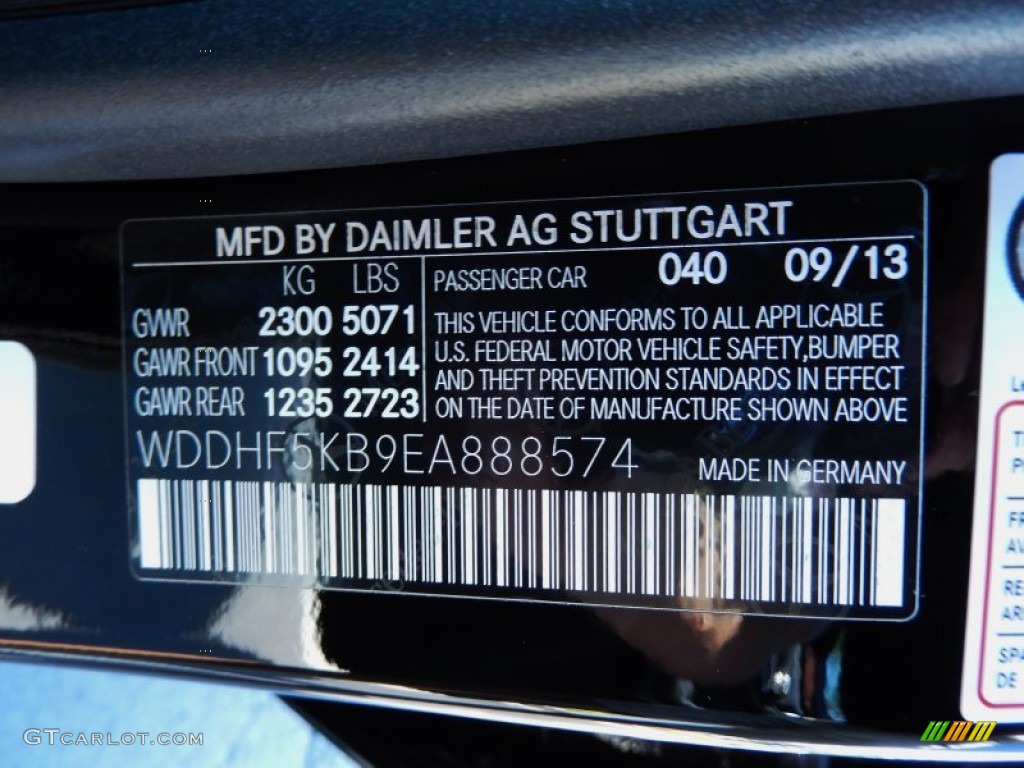 MFD BY DAIMLER AG STUTTGART
KG LBS
GVWR 2300 5071
GAWR FRONT 1095 2414
GAWR REAR 1235 2723
PASSENGER CAR 040 09/13
THIS VEHICLE CONFORMS TO ALL APPLICABLE
U.S. FEDERAL MOTOR VEHICLE SAFETY,BUMPER
AND THEFT PREVENTION STANDARDS IN EFFECT
ON THE DATE OF MANUFACTURE SHOWN ABOVE
WDDHF5KB9EA888574
MADE IN GERMANY
DE
GTCARLOT.COM